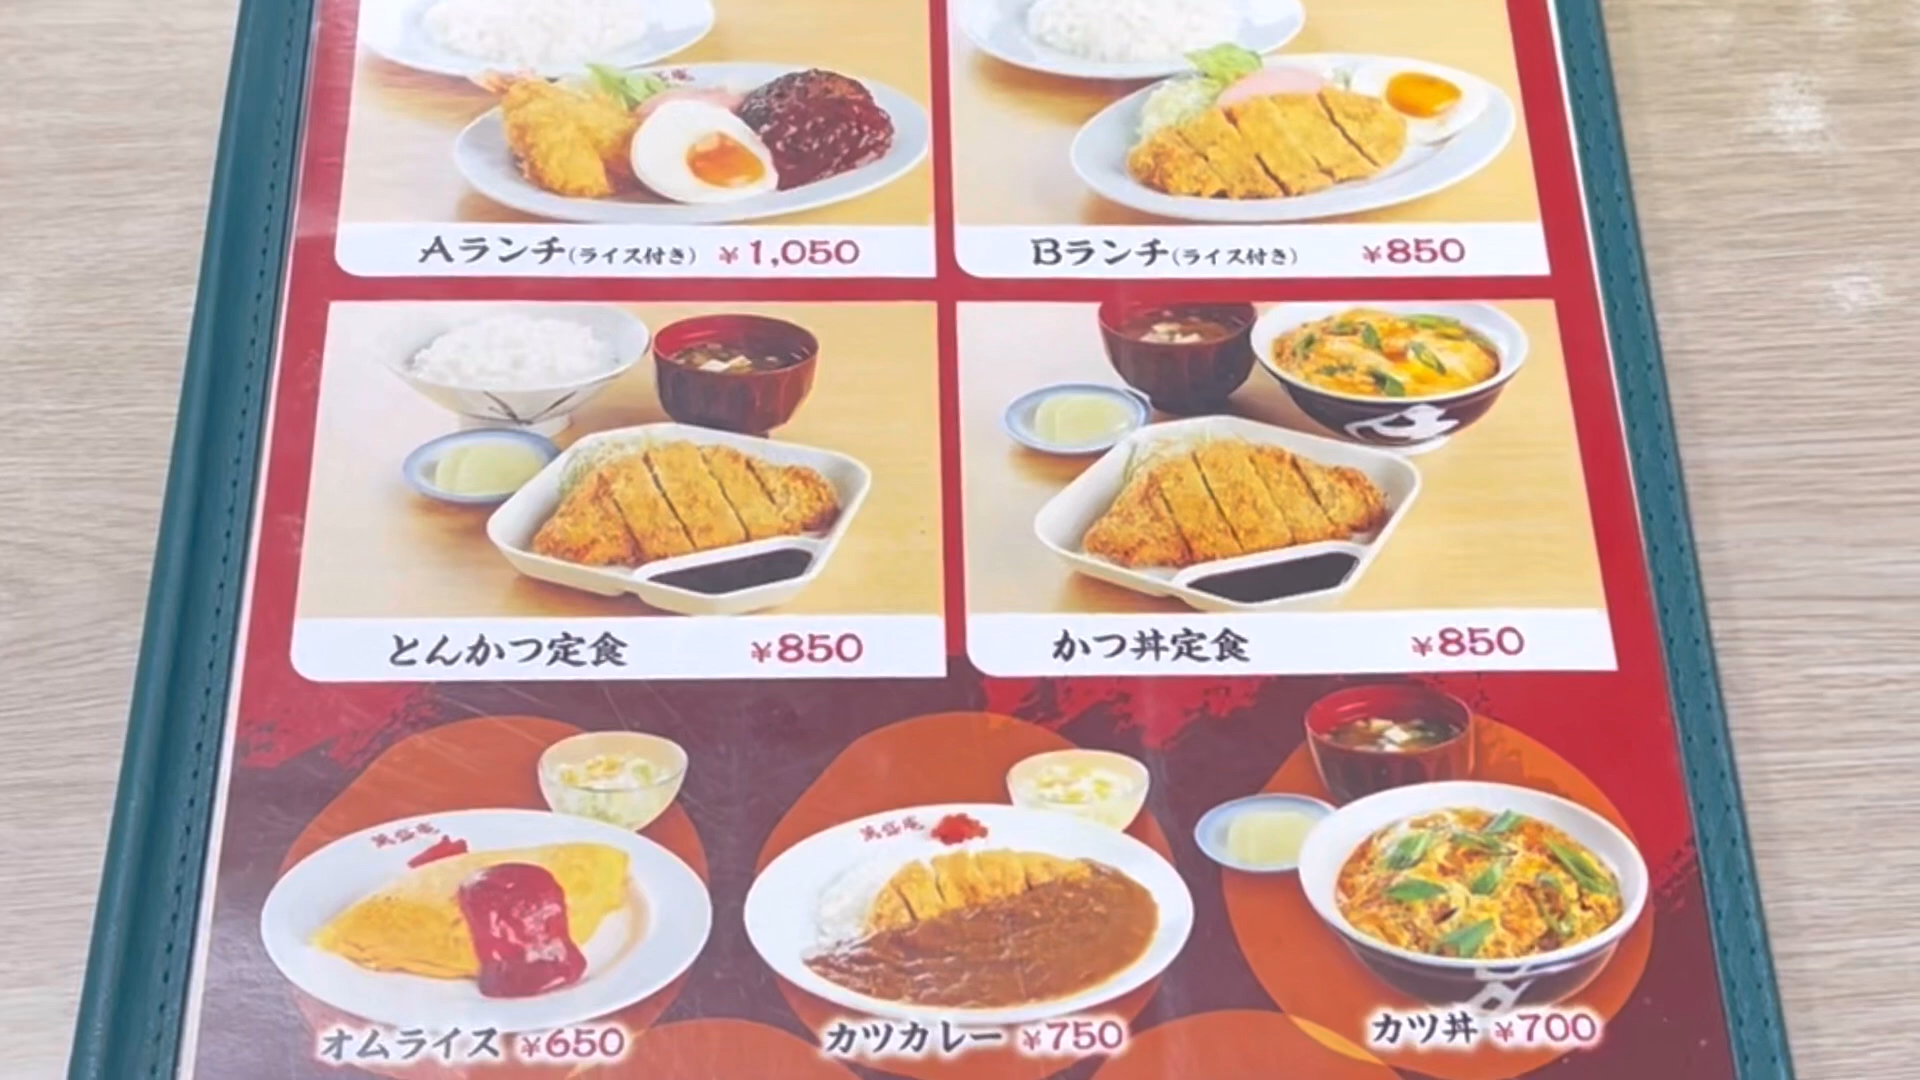 Aランチ(ライス付き) ¥1,050
Bランチ(ライス付き) ¥850
とんかつ定食 ¥850
かつ丼定食 ¥850
オムライス ¥650
カツカレー ¥750
カツ丼 ¥700